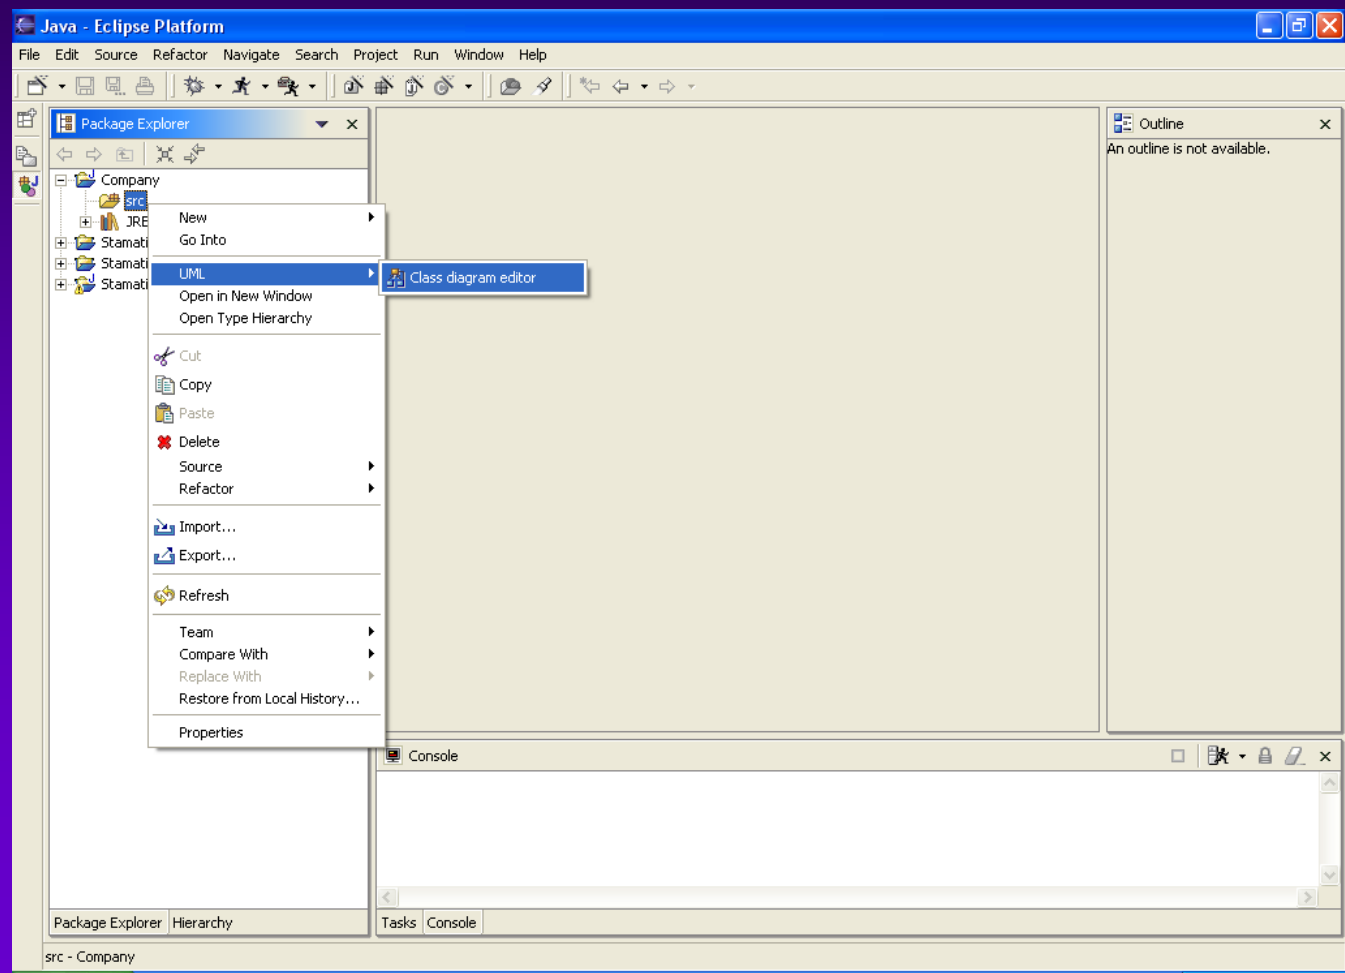 Java - Eclipse Platform
File Edit Source Refactor Navigate Search Project Run Window Help
Package Explorer
Company
src
JRE
Stamati
Stamati
Stamati
New
Go Into
UML
Class diagram editor
Open in New Window
Open Type Hierarchy
Cut
Copy
Paste
Delete
Source
Refactor
Import...
Export...
Refresh
Team
Compare With
Replace With
Restore from Local History...
Properties
Outline
An outline is not available.
Console
Package Explorer Hierarchy
Tasks Console
src - Company